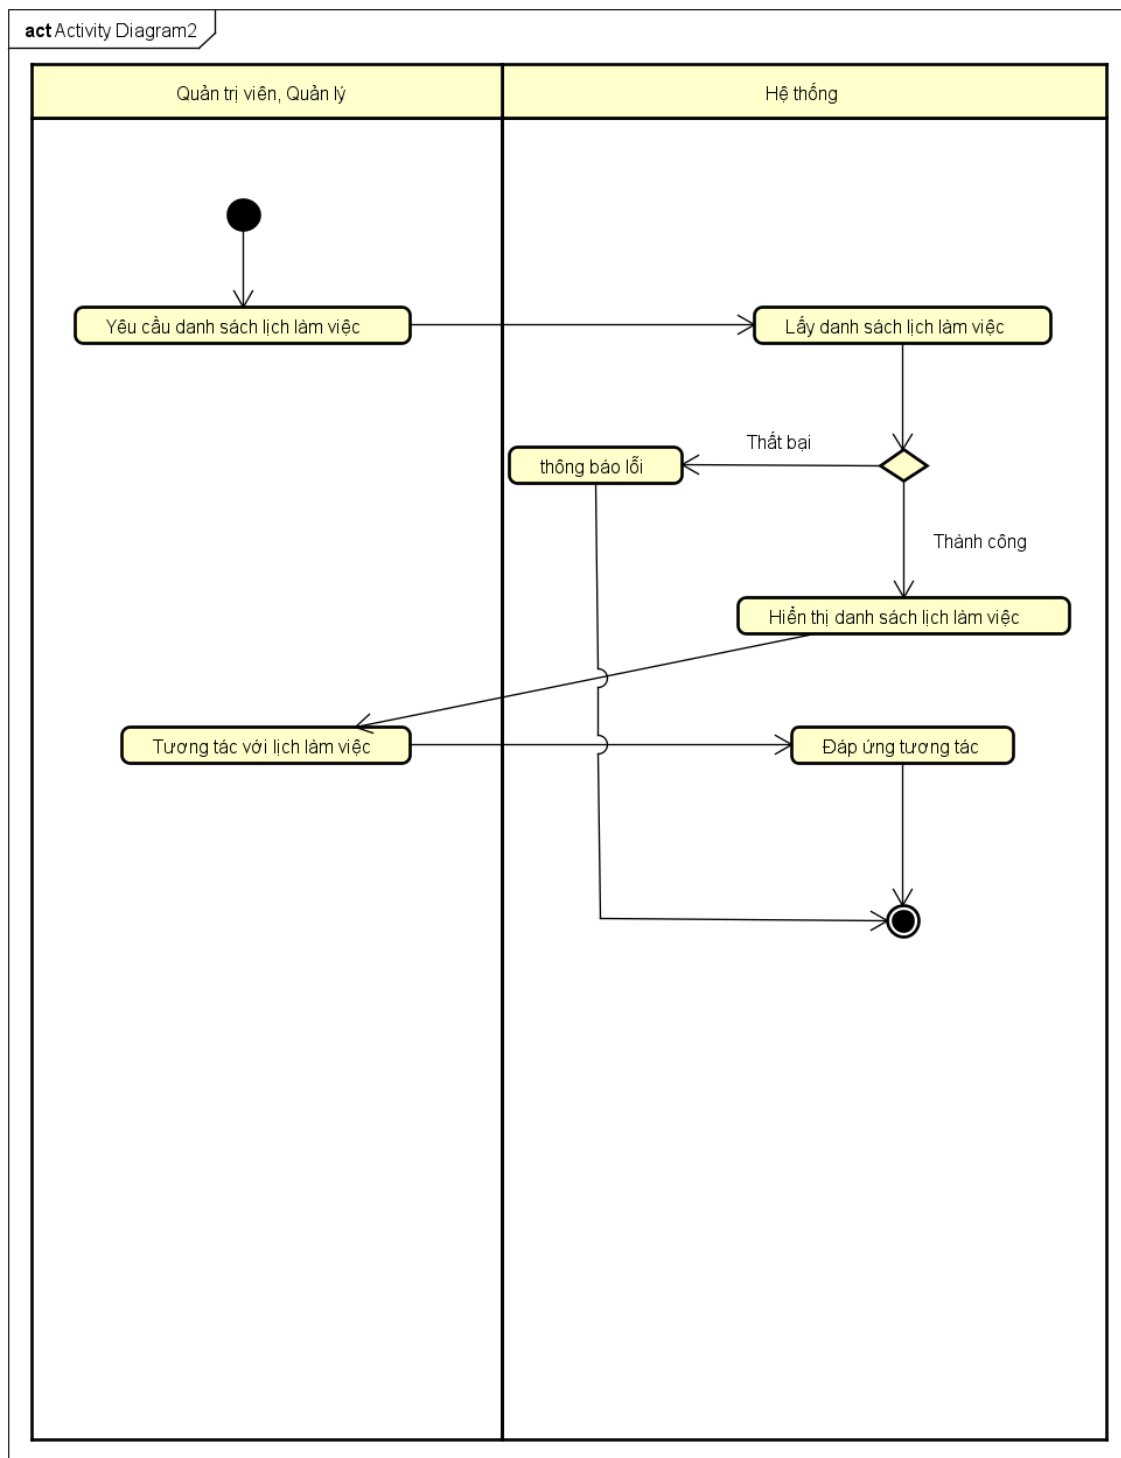 act Activity Diagram2
Quản trị viên, Quản lý
Hệ thống
Yêu cầu danh sách lịch làm việc
Lấy danh sách lịch làm việc
Thất bại
thông báo lỗi
Thành công
Hiển thị danh sách lịch làm việc
Tương tác với lịch làm việc
Đáp ứng tương tác